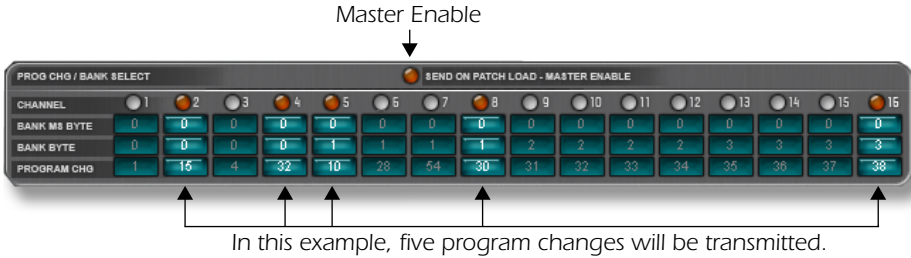 Master Enable
PROG CHG / BANK SELECT SEND ON PATCH LOAD - MASTER ENABLE
CHANNEL 1 2 3 4 5 6 7 8 9 10 11 12 13 14 15 16
BANK MS BYTE 0 0 0 0 0 0 0 0 0 0 0 0 0 0 0 0
BANK BYTE 0 0 0 0 1 1 1 1 2 2 2 2 3 3 3 3
PROGRAM CHG 1 15 4 32 10 28 54 30 31 32 33 34 35 36 37 38
In this example, five program changes will be transmitted.